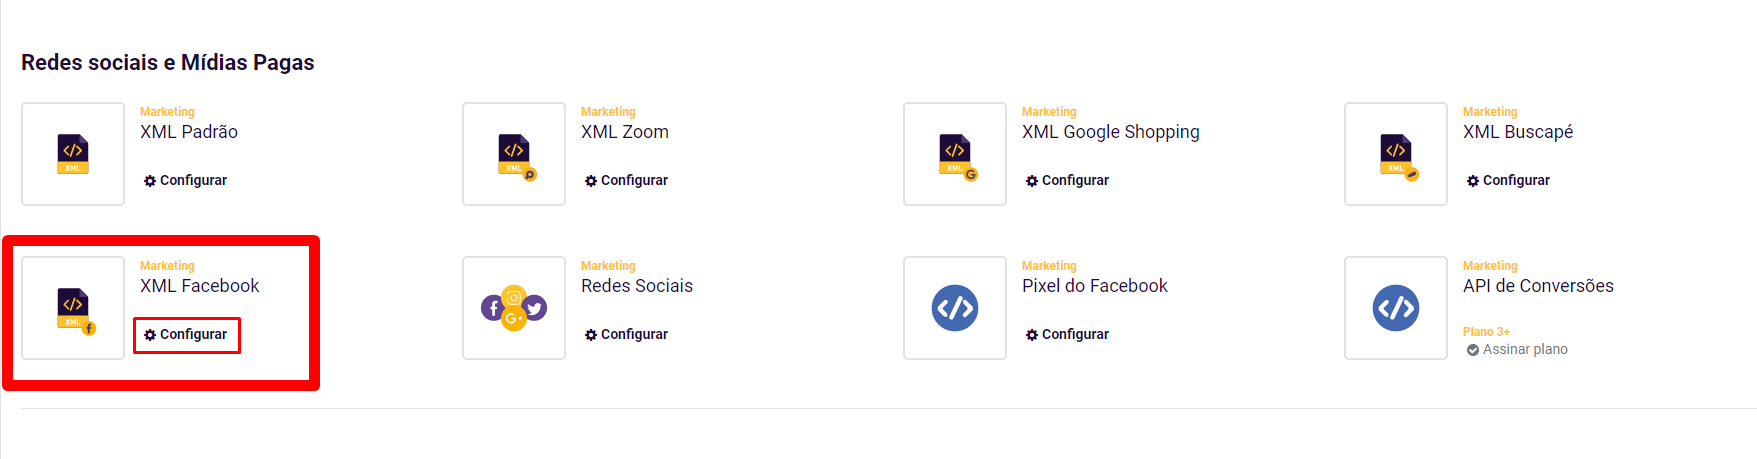 Redes sociais e Mídias Pagas
Marketing
XML Padrão
XML
Configurar
Marketing
XML Zoom
XML
Configurar
Marketing
XML Google Shopping
XML
G
Configurar
Marketing
XML Buscapé
XML
Configurar
Marketing
XML Facebook
XML
f
Configurar
Marketing
Redes Sociais
f
G+
Configurar
Marketing
Pixel do Facebook
</>
Configurar
Marketing
API de Conversões
</>
Plano 3+
Assinar plano